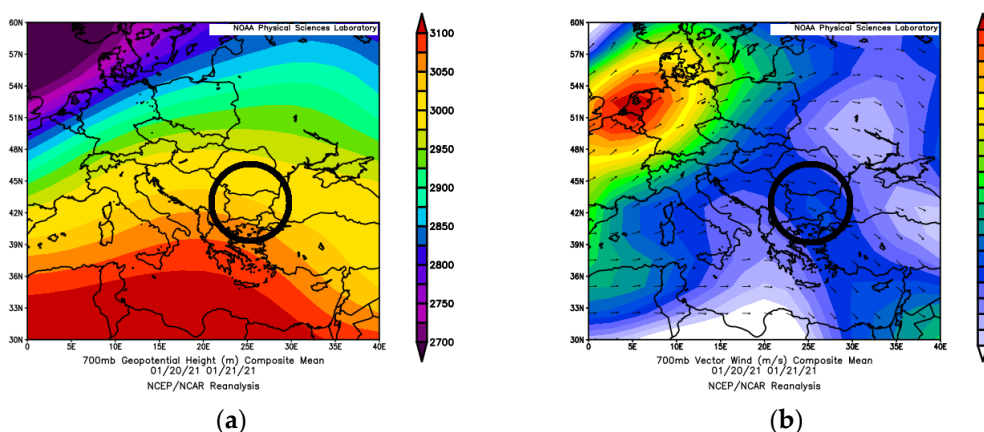 NOAA Physical Sciences Laboratory
60N
57N
54N
51N
48N
45N
42N
39N
36N
33N
30N
0
5E
10E
15E
20E
25E
30E
35E
40E
3100
3050
3000
2950
2900
2850
2800
2750
2700
700mb Geopotential Height (m) Composite Mean
01/20/21 01/21/21
NCEP/NCAR Reanalysis
(a)
NOAA Physical Sciences Laboratory
60N
57N
54N
51N
48N
45N
42N
39N
36N
33N
30N
0
5E
10E
15E
20E
25E
30E
35E
40E
700mb Vector Wind (m/s) Composite Mean
01/20/21 01/21/21
NCEP/NCAR Reanalysis
(b)